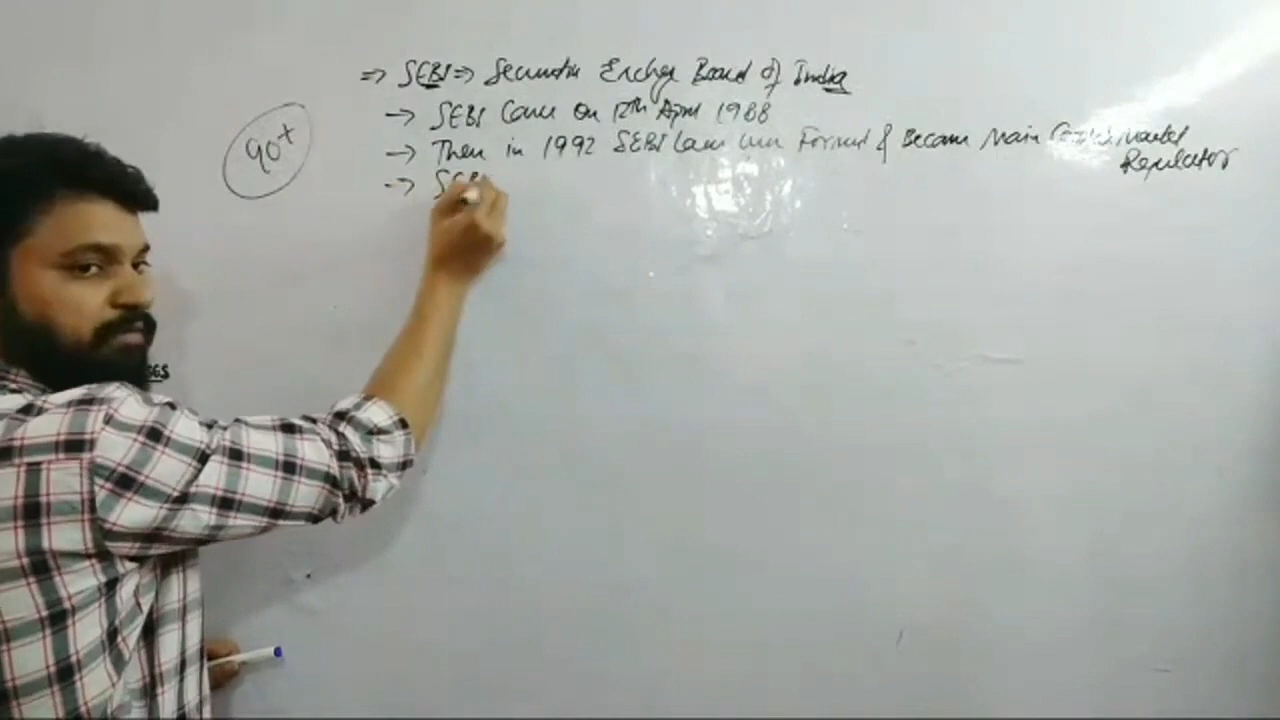 ⇒ SEBI ⇒ Securities Exchange Board of India
→ SEBI Came on 12th April 1988
→ Then in 1992 SEBI Law was Formed & Became Main Capital Market
Regulator
→ SEB
90+